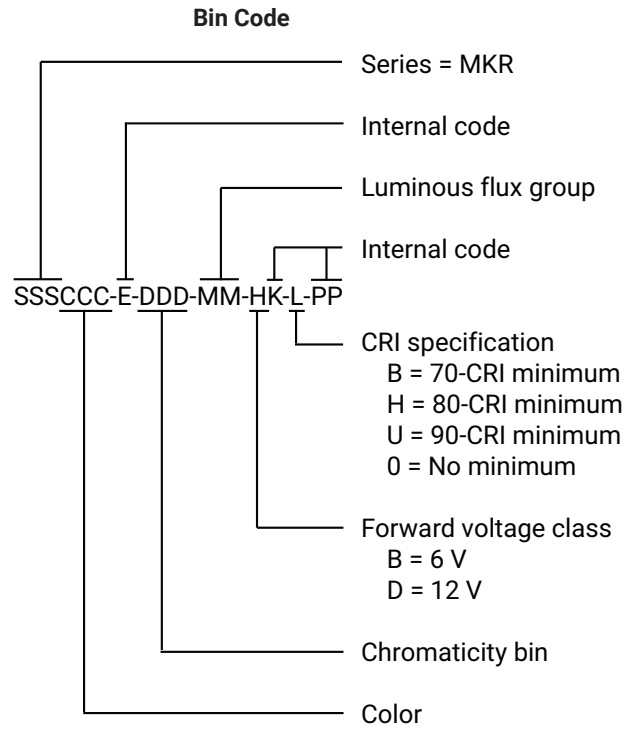 Bin Code
Series = MKR
Internal code
Luminous flux group
Internal code
SSSCCC-E-DDD-MM-HK-L-PP
CRI specification
B = 70-CRI minimum
H = 80-CRI minimum
U = 90-CRI minimum
0 = No minimum
Forward voltage class
B = 6 V
D = 12 V
Chromaticity bin
Color